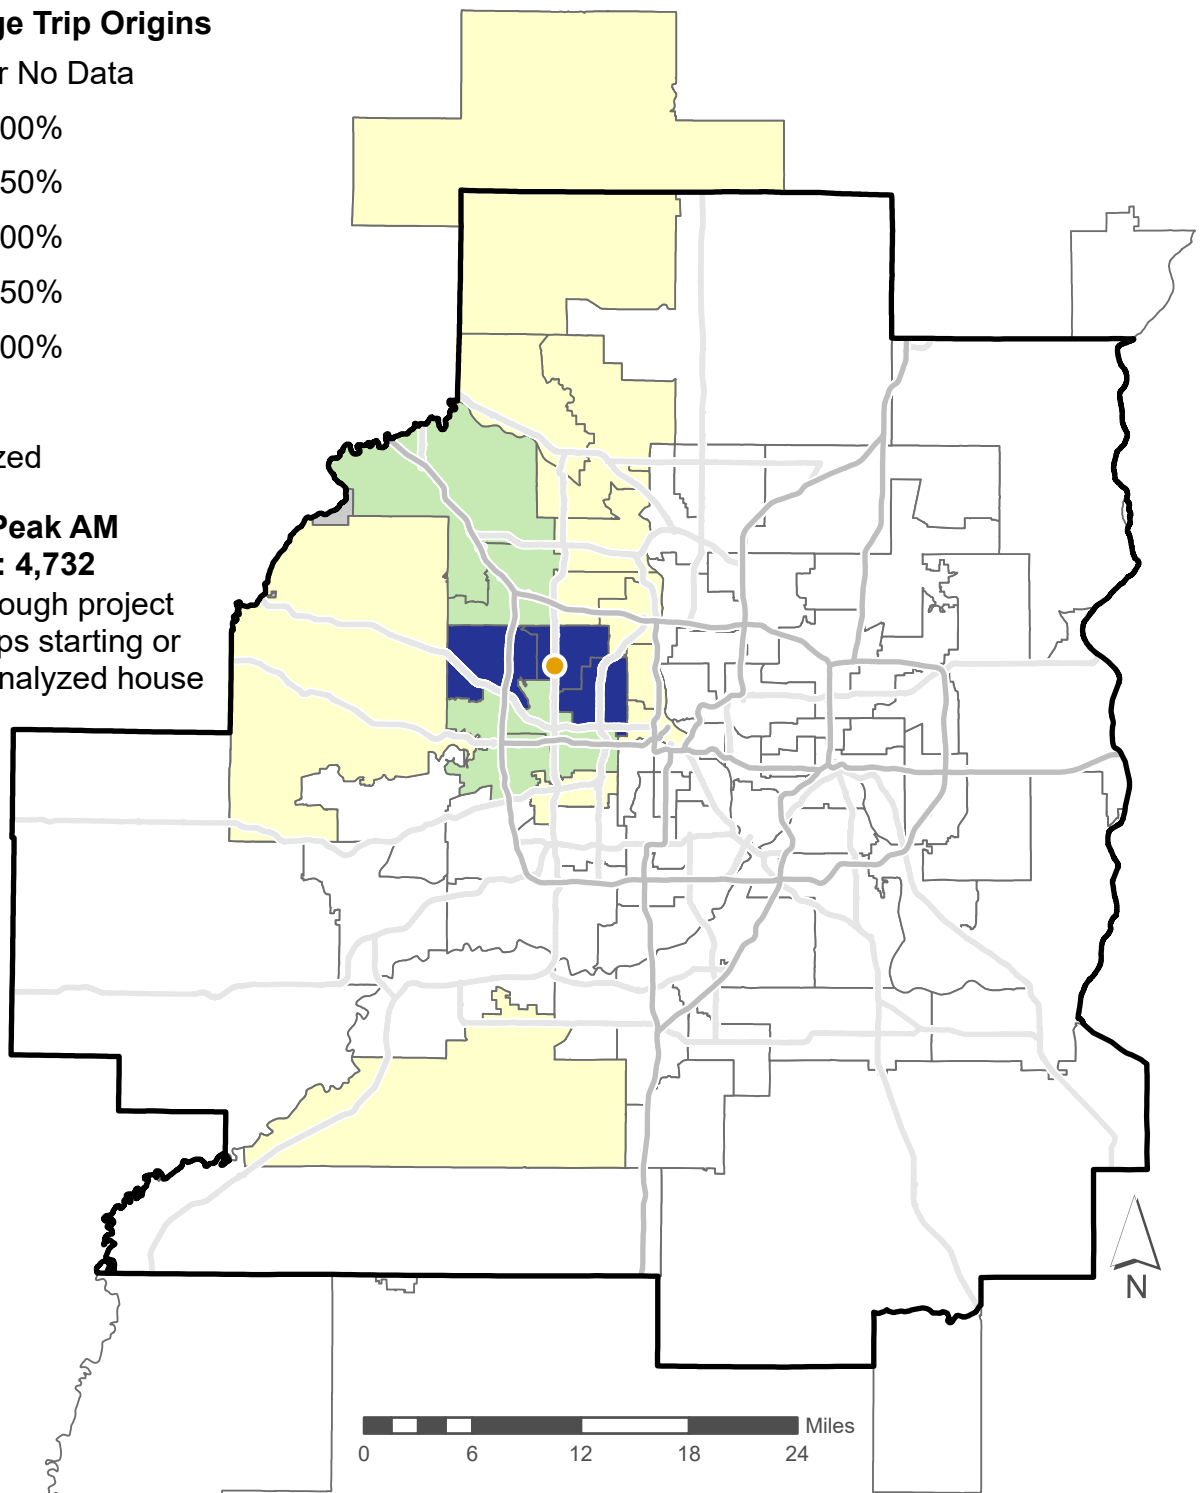 ge Trip Origins
r No Data
00%
50%
00%
50%
00%
zed
Peak AM
: 4,732
ough project
ps starting or
nalyzed house
N
Miles
0 6 12 18 24